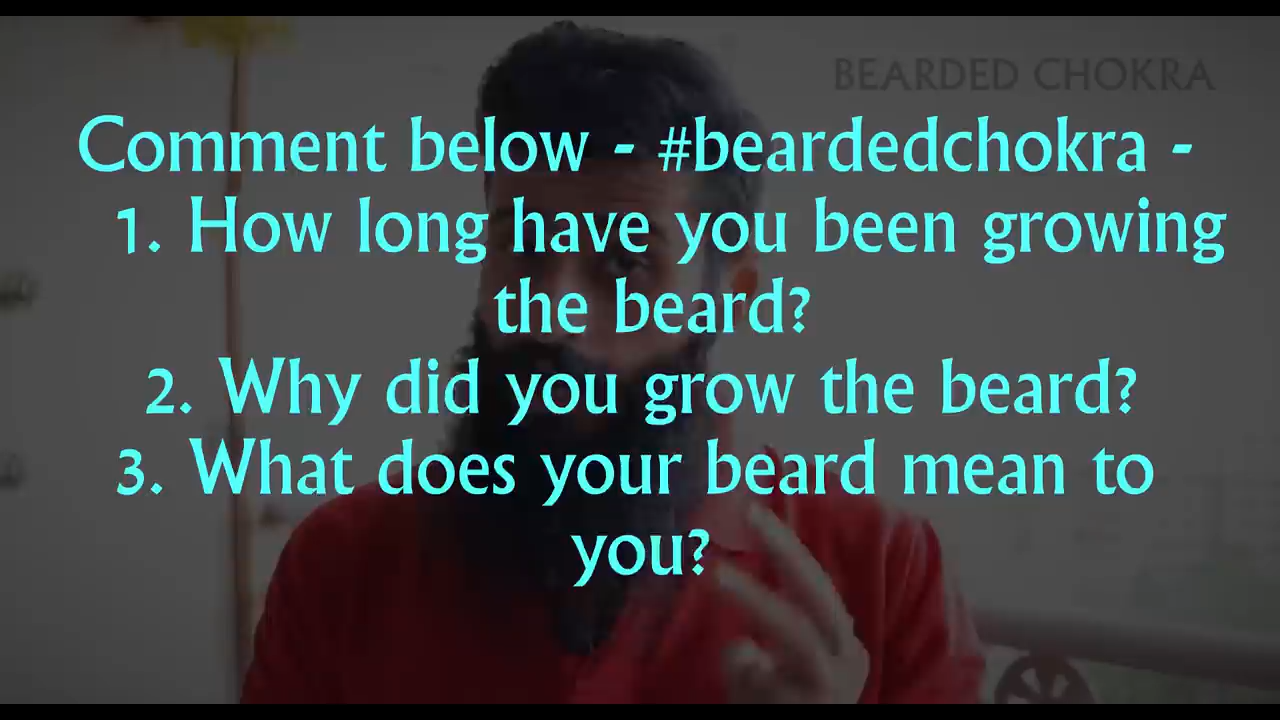 BEARDED CHOKRA
Comment below - #beardedchokra -
1. How long have you been growing
the beard?
2. Why did you grow the beard?
3. What does your beard mean to
you?